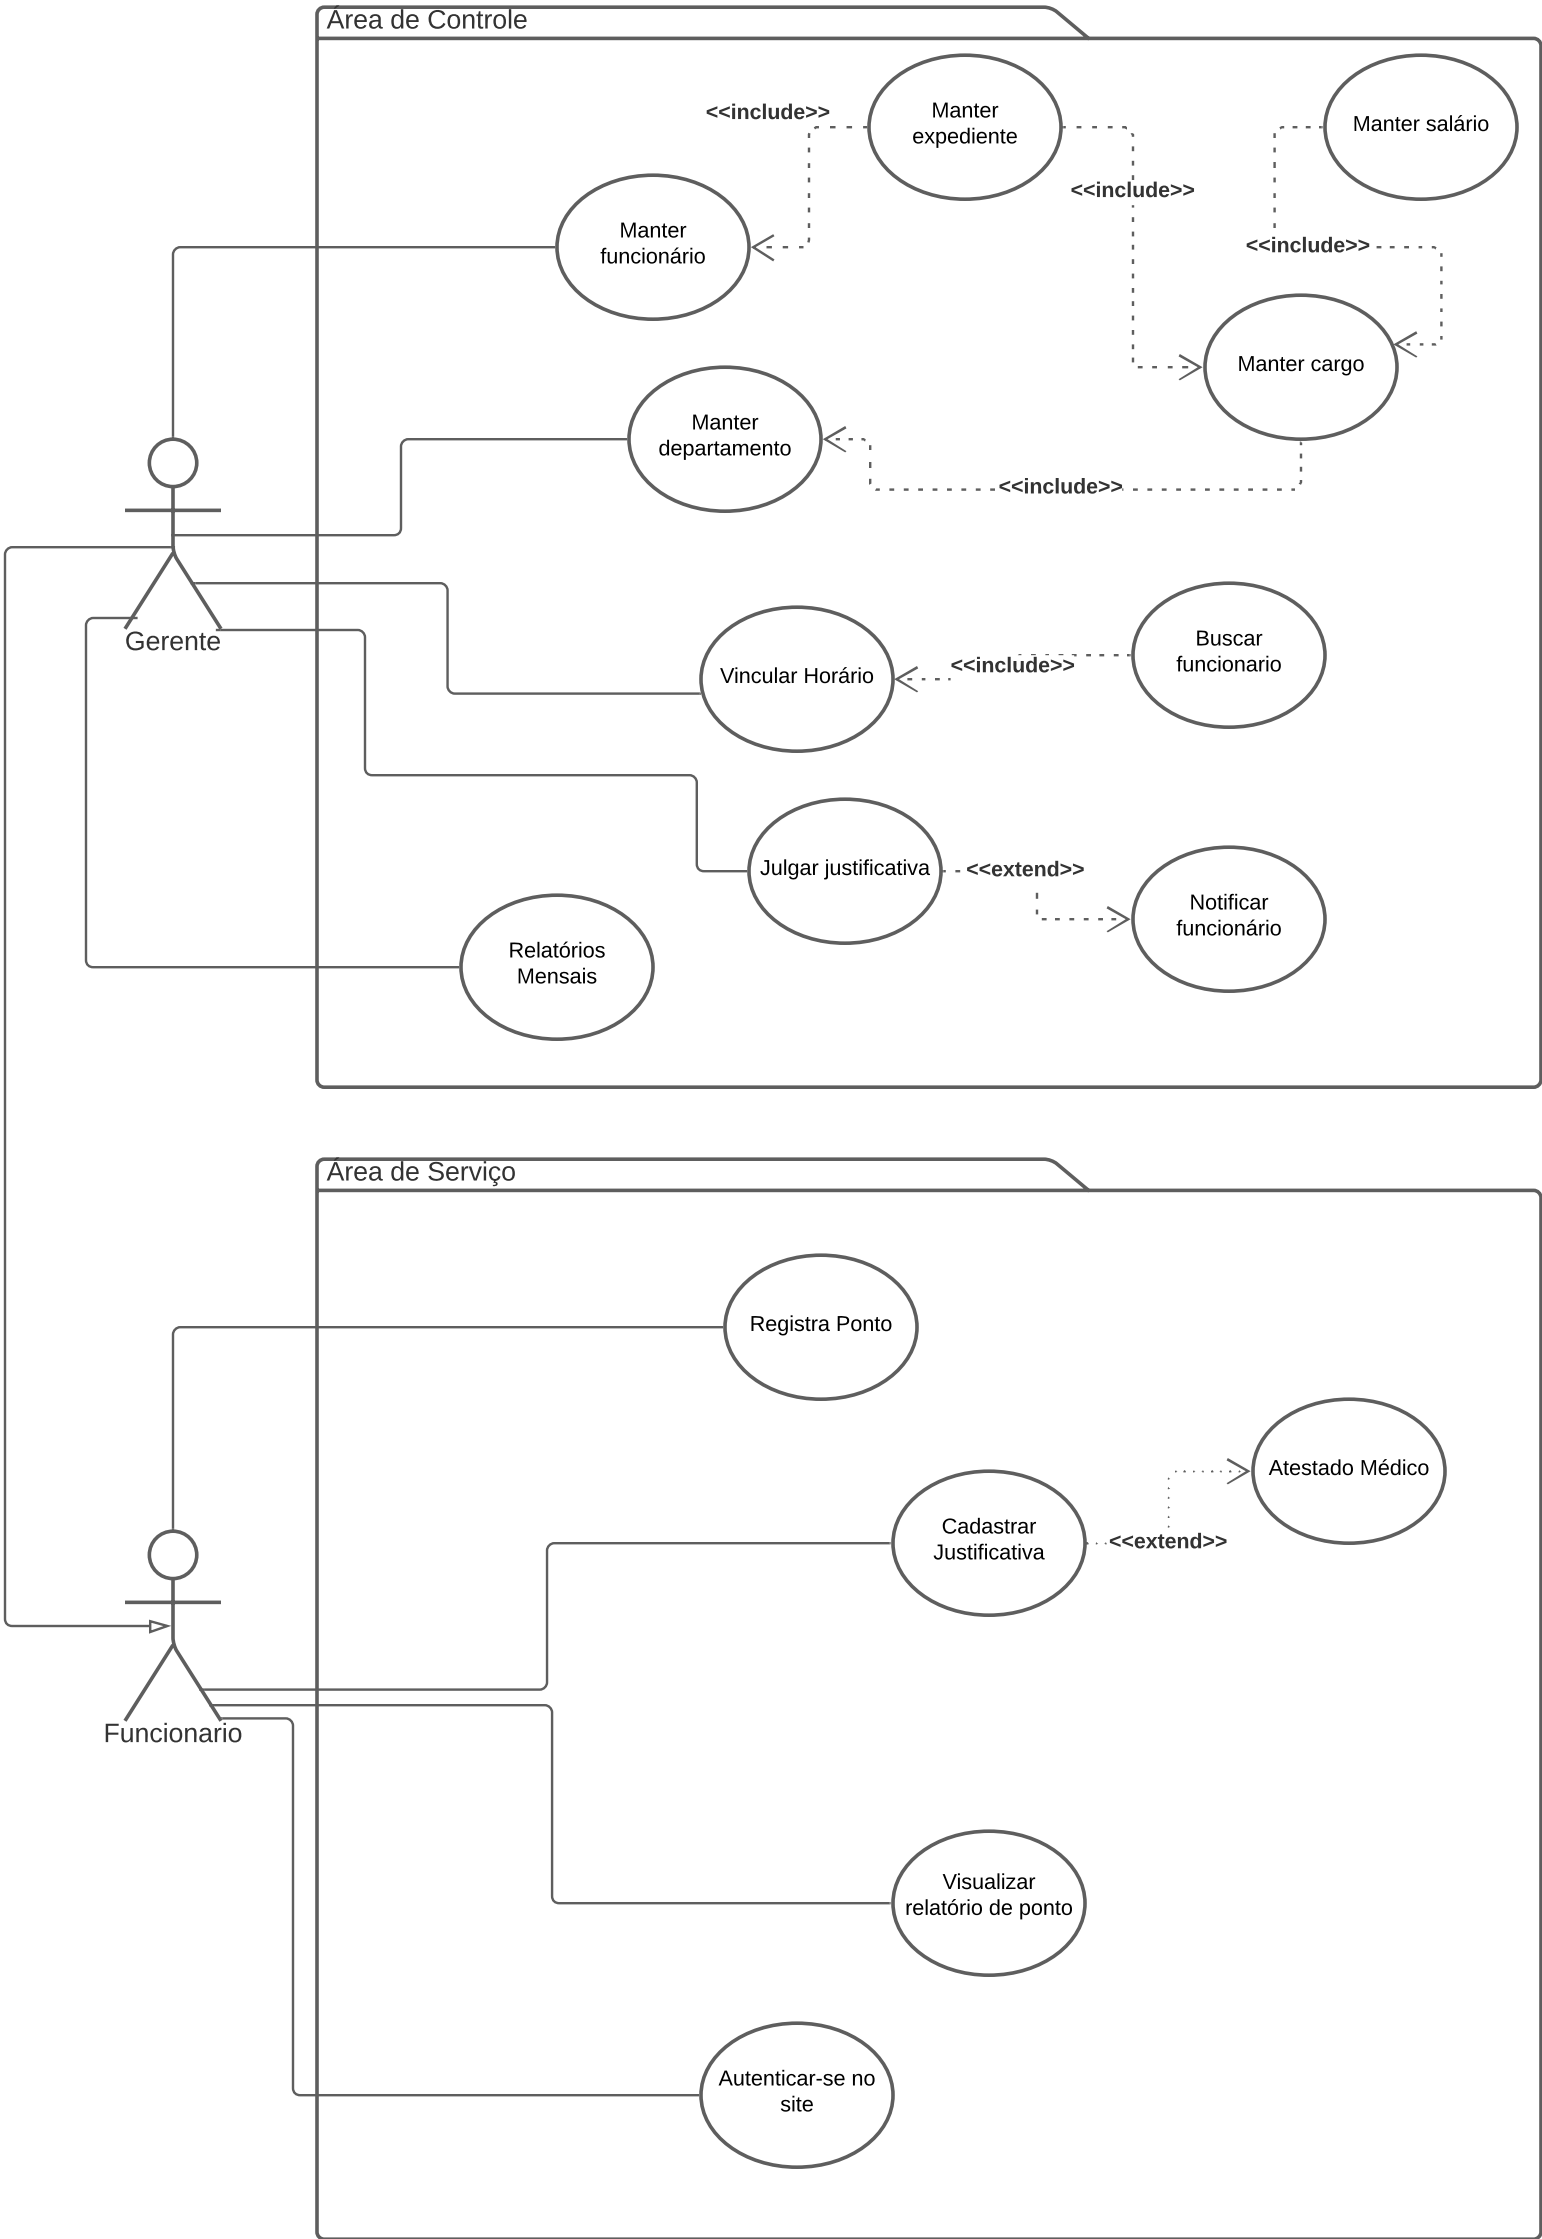 Área de Controle
<<include>>
Manter
expediente
Manter salário
<<include>>
Manter
funcionário
<<include>>
Manter cargo
Manter
departamento
<<include>>
Gerente
Vincular Horário
<<include>>
Buscar
funcionario
Julgar justificativa
<<extend>>
Notificar
funcionário
Relatórios
Mensais
Área de Serviço
Registra Ponto
Atestado Médico
Cadastrar
Justificativa
<<extend>>
Funcionario
Visualizar
relatório de ponto
Autenticar-se no
site